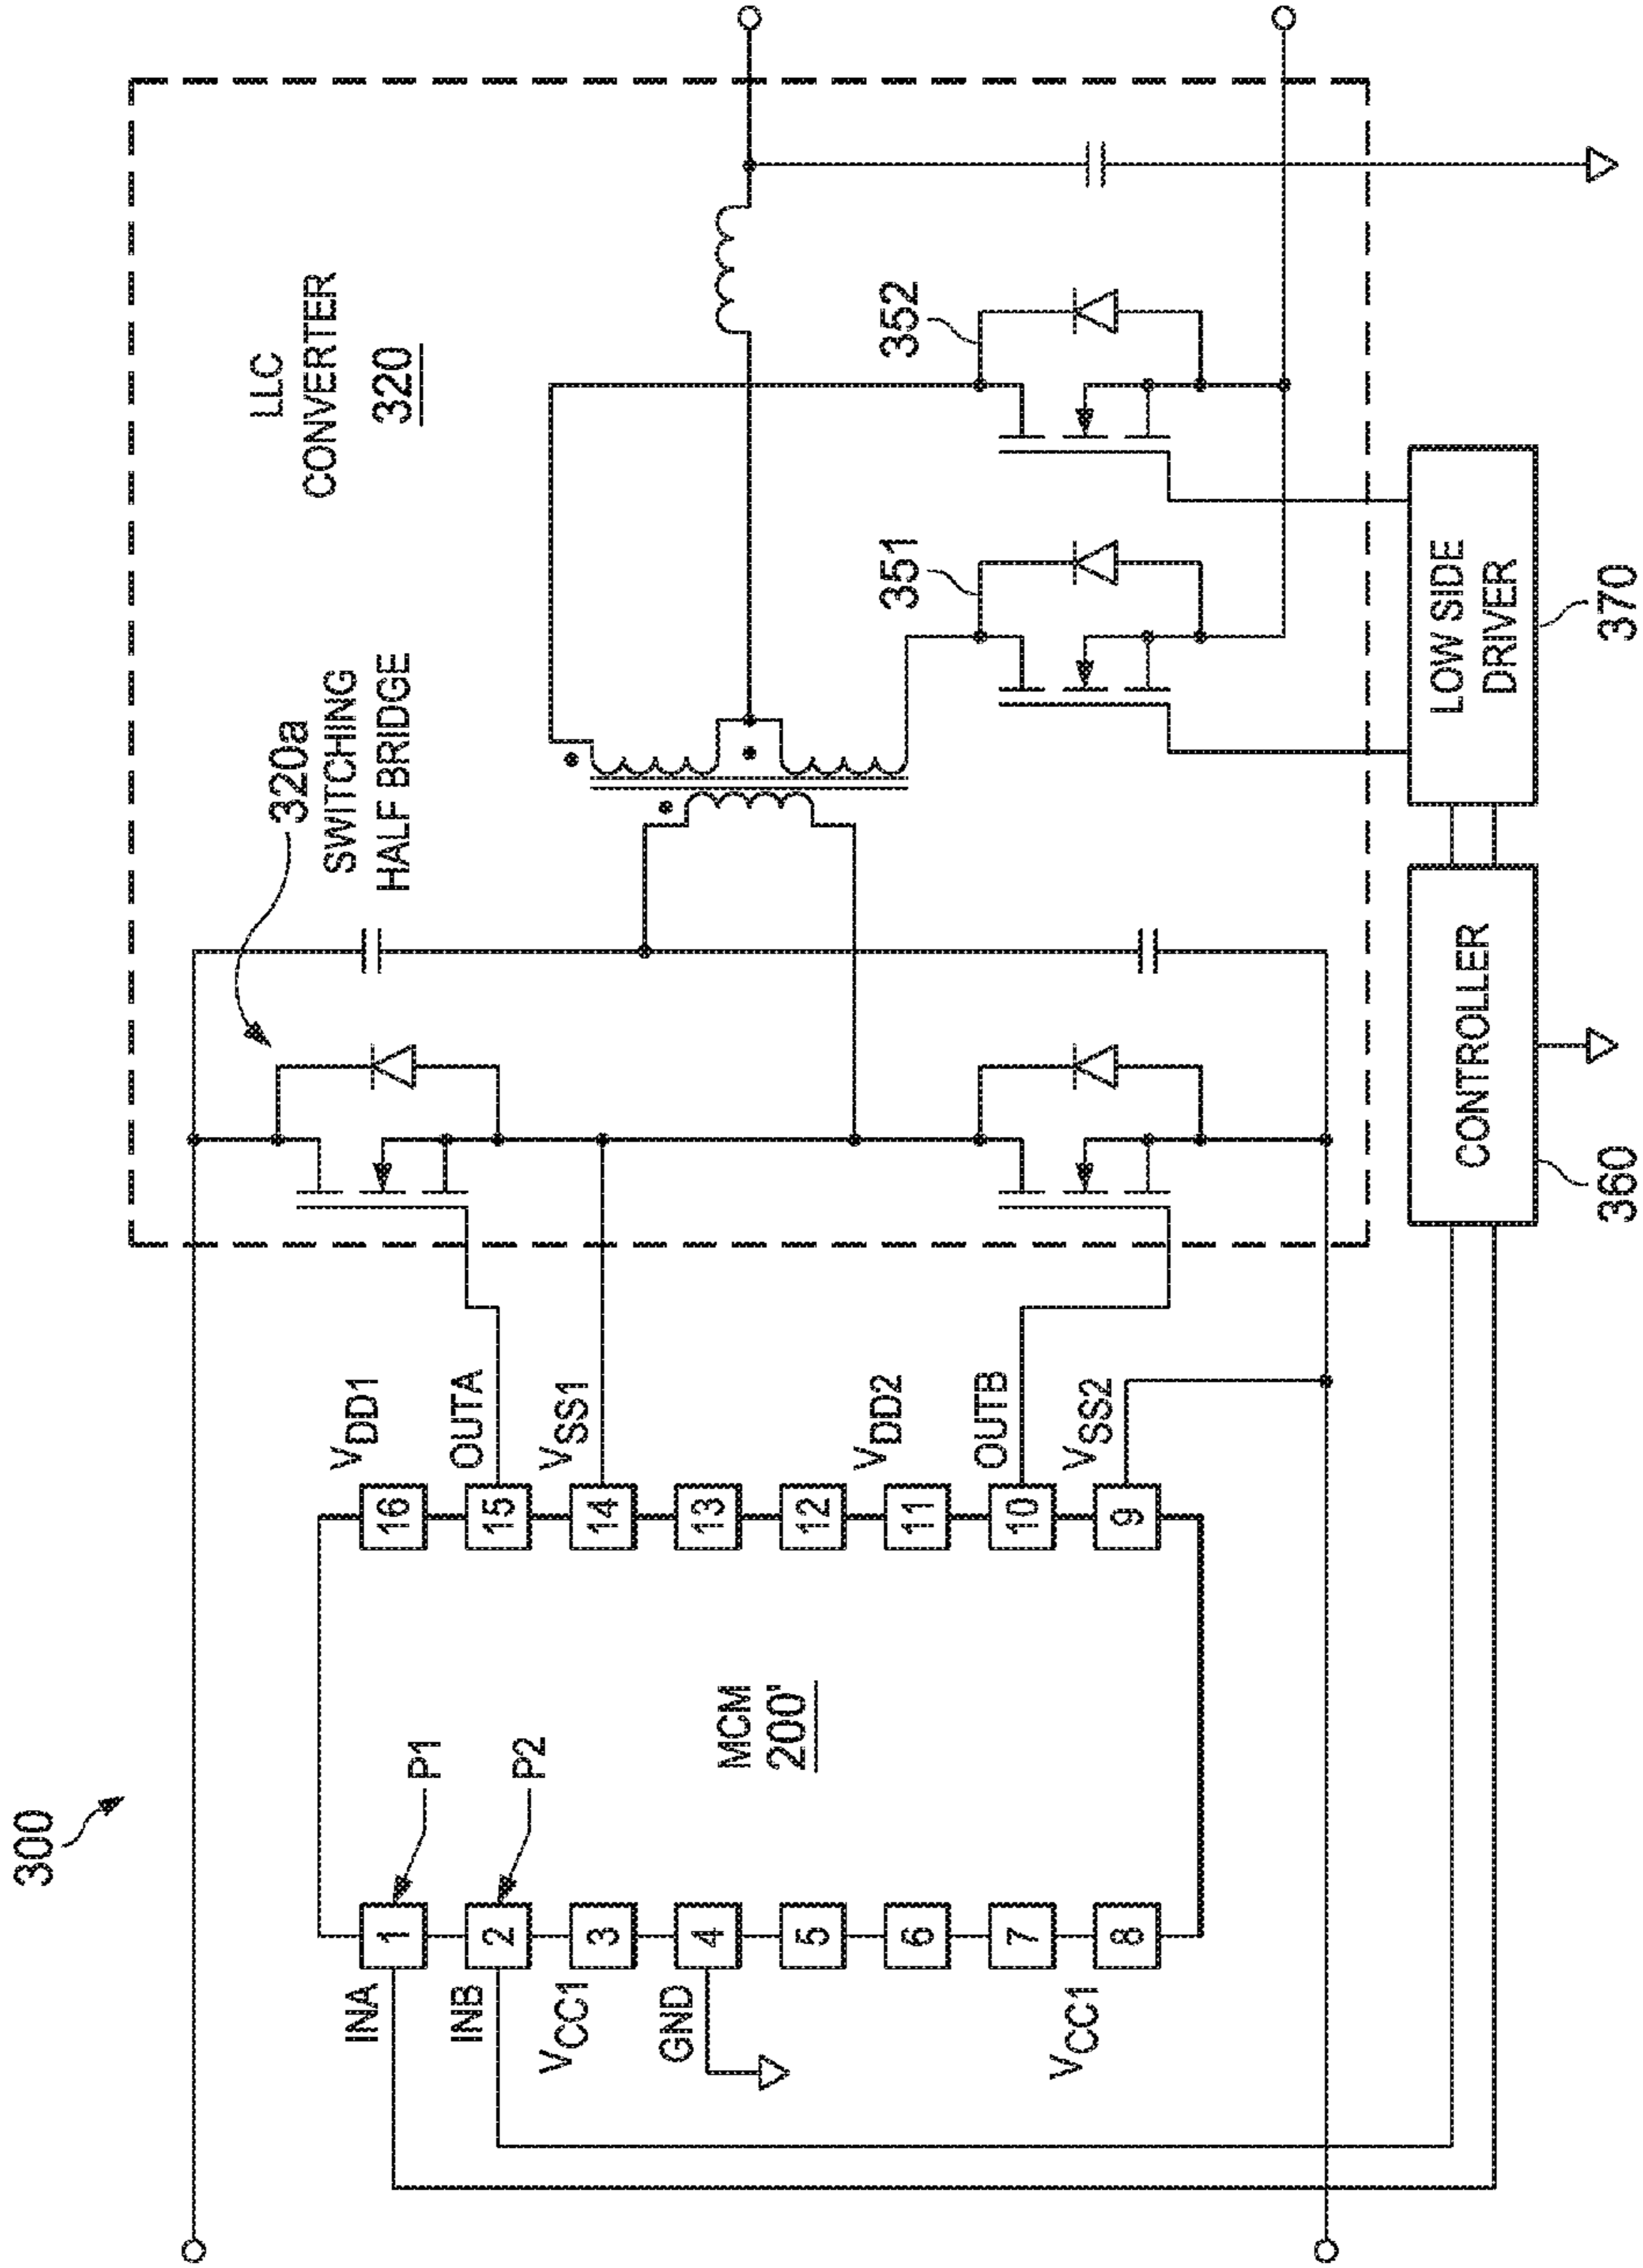 300
320a
SWITCHING
HALF BRIDGE
LLC
CONVERTER
320
INA
1
P1
INB
2
P2
VCC1
3
GND
4
5
6
7
VCC1
8
MCM
200'
16
VDD1
15
OUTA
14
VSS1
13
12
11
VDD2
10
OUTB
9
VSS2
351
352
CONTROLLER
360
LOW SIDE
DRIVER
370